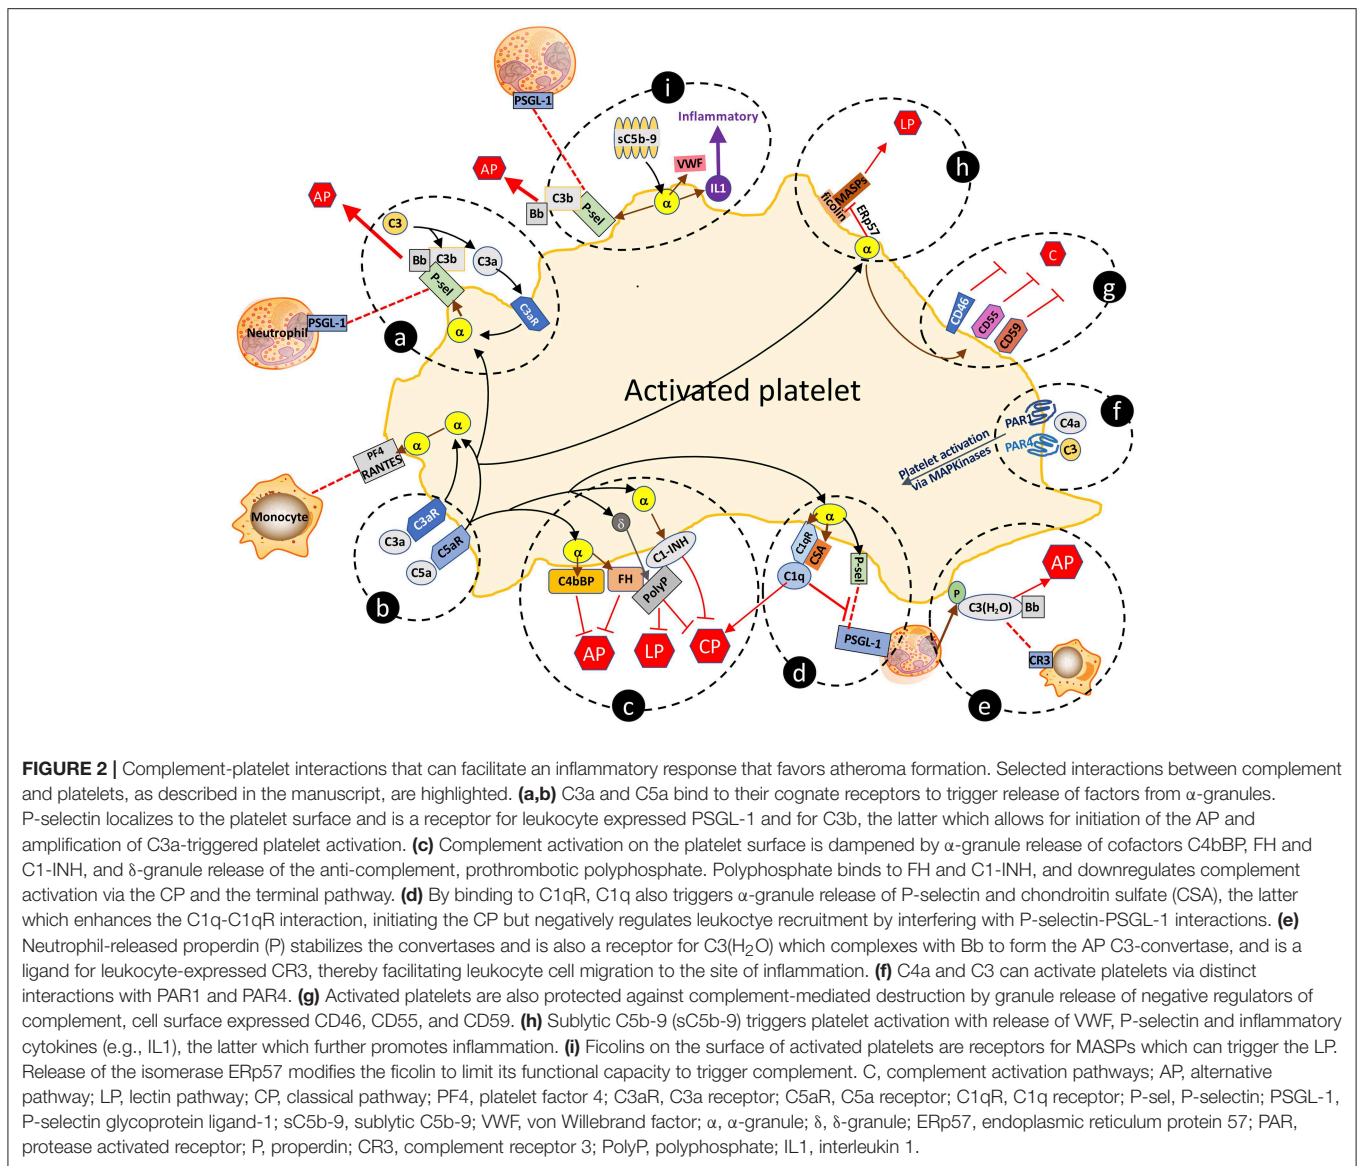 PSGL-1
i
Inflammatory
sC5b-9
VWF
IL1
α
AP
C3b
Bb
P-sel
LP
h
MASPs
ficolin
ERp57
α
AP
C3
Bb
C3b
C3a
P-sel
C3aR
Neutrophil
PSGL-1
α
a
C
g
CD46
CD55
CD59
Activated platelet
PAR1
C4a
f
PAR4
C3
Platelet activation
via MAPKinases
α
α
PF4
RANTES
Monocyte
C3aR
C3a
C5aR
C5a
b
α
δ
α
C1-INH
C4bBP
FH
PolyP
AP
LP
CP
c
α
C1qR
CSA
P-sel
C1q
PSGL-1
d
P
C3(H₂O)
Bb
AP
CR3
e
FIGURE 2 | Complement-platelet interactions that can facilitate an inflammatory response that favors atheroma formation. Selected interactions between complement
and platelets, as described in the manuscript, are highlighted. (a,b) C3a and C5a bind to their cognate receptors to trigger release of factors from α-granules.
P-selectin localizes to the platelet surface and is a receptor for leukocyte expressed PSGL-1 and for C3b, the latter which allows for initiation of the AP and
amplification of C3a-triggered platelet activation. (c) Complement activation on the platelet surface is dampened by α-granule release of cofactors C4bBP, FH and
C1-INH, and δ-granule release of the anti-complement, prothrombotic polyphosphate. Polyphosphate binds to FH and C1-INH, and downregulates complement
activation via the CP and the terminal pathway. (d) By binding to C1qR, C1q also triggers α-granule release of P-selectin and chondroitin sulfate (CSA), the latter
which enhances the C1q-C1qR interaction, initiating the CP but negatively regulates leukoctye recruitment by interfering with P-selectin-PSGL-1 interactions. (e)
Neutrophil-released properdin (P) stabilizes the convertases and is also a receptor for C3(H₂O) which complexes with Bb to form the AP C3-convertase, and is a
ligand for leukocyte-expressed CR3, thereby facilitating leukocyte cell migration to the site of inflammation. (f) C4a and C3 can activate platelets via distinct
interactions with PAR1 and PAR4. (g) Activated platelets are also protected against complement-mediated destruction by granule release of negative regulators of
complement, cell surface expressed CD46, CD55, and CD59. (h) Sublytic C5b-9 (sC5b-9) triggers platelet activation with release of VWF, P-selectin and inflammatory
cytokines (e.g., IL1), the latter which further promotes inflammation. (i) Ficolins on the surface of activated platelets are receptors for MASPs which can trigger the LP.
Release of the isomerase ERp57 modifies the ficolin to limit its functional capacity to trigger complement. C, complement activation pathways; AP, alternative
pathway; LP, lectin pathway; CP, classical pathway; PF4, platelet factor 4; C3aR, C3a receptor; C5aR, C5a receptor; C1qR, C1q receptor; P-sel, P-selectin; PSGL-1,
P-selectin glycoprotein ligand-1; sC5b-9, sublytic C5b-9; VWF, von Willebrand factor; α, α-granule; δ, δ-granule; ERp57, endoplasmic reticulum protein 57; PAR,
protease activated receptor; P, properdin; CR3, complement receptor 3; PolyP, polyphosphate; IL1, interleukin 1.